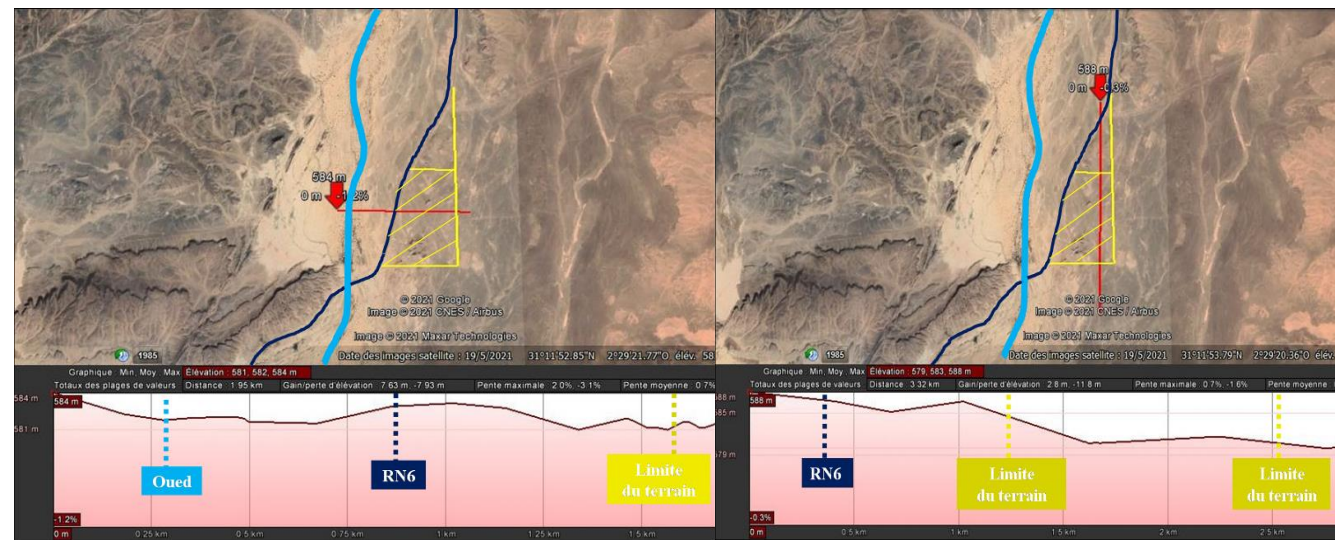 584 m
0 m -1.2%
© 2021 Google
Image © 2021 CNES / Airbus
Image © 2021 Maxar Technologies
1985
Date des images satellite : 19/5/2021 31°11'52.85"N 2°29'21.77"O élév. 58
Graphique : Min, Moy, Max Élévation : 581, 582, 584 m
Totaux des plages de valeurs Distance : 1.95 km Gain/perte d'élévation : 7.63 m, -7.93 m Pente maximale : 2.0%, -3.1% Pente moyenne : 0.7%
584 m
584 m
581 m
Oued
RN6
Limite
du terrain
-1.2%
0 m 0.25 km 0.5 km 0.75 km 1 km 1.25 km 1.5 km
588 m
0 m -0.3%
© 2021 Google
Image © 2021 CNES / Airbus
Image © 2021 Maxar Technologies
1985
Date des images satellite : 19/5/2021 31°11'53.79"N 2°29'20.36"O élév.
Graphique : Min, Moy, Max Élévation : 579, 583, 588 m
Totaux des plages de valeurs Distance : 3.32 km Gain/perte d'élévation : 2.8 m, -11.8 m Pente maximale : 0.7%, -1.6% Pente moyenne :
588 m
588 m
585 m
579 m
RN6
Limite
du terrain
Limite
du terrain
-0.3%
0 m 0.5 km 1 km 1.5 km 2 km 2.5 km